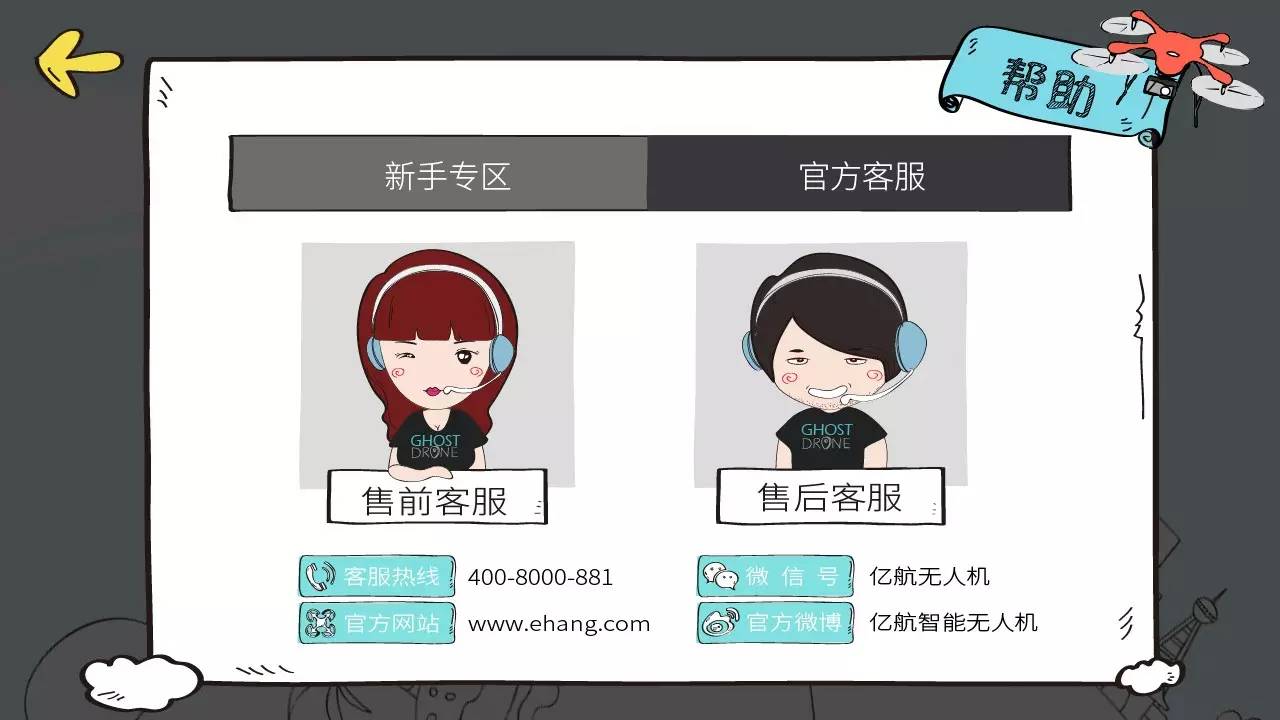 帮助
新手专区
官方客服
GHOST
DRONE
GHOST
DRONE
售前客服
售后客服
客服热线 400-8000-881
微信号 亿航无人机
官方网站 www.ehang.com
官方微博 亿航智能无人机